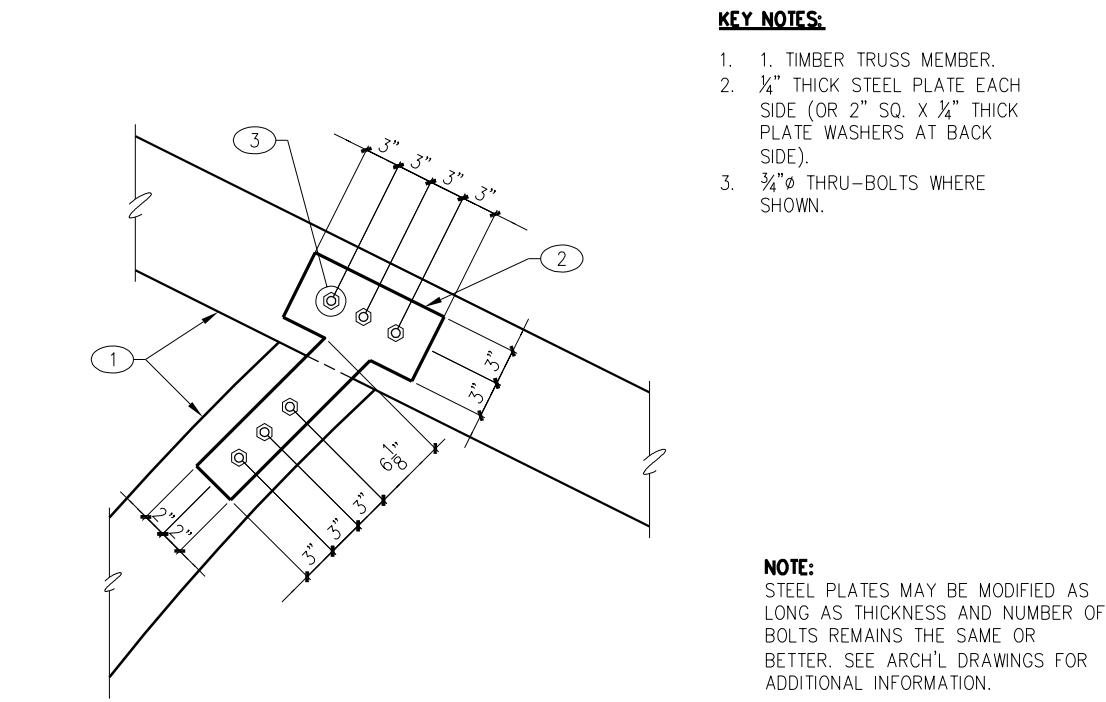 KEY NOTES:
1. 1. TIMBER TRUSS MEMBER.
2. ¼" THICK STEEL PLATE EACH
SIDE (OR 2" SQ. X ¼" THICK
PLATE WASHERS AT BACK
SIDE).
3. ¾"ø THRU-BOLTS WHERE
SHOWN.
3
3"
3"
3"
3"
2
1
3"
3"
6⅛"
3"
3"
3"
2"
2"
NOTE:
STEEL PLATES MAY BE MODIFIED AS
LONG AS THICKNESS AND NUMBER OF
BOLTS REMAINS THE SAME OR
BETTER. SEE ARCH'L DRAWINGS FOR
ADDITIONAL INFORMATION.